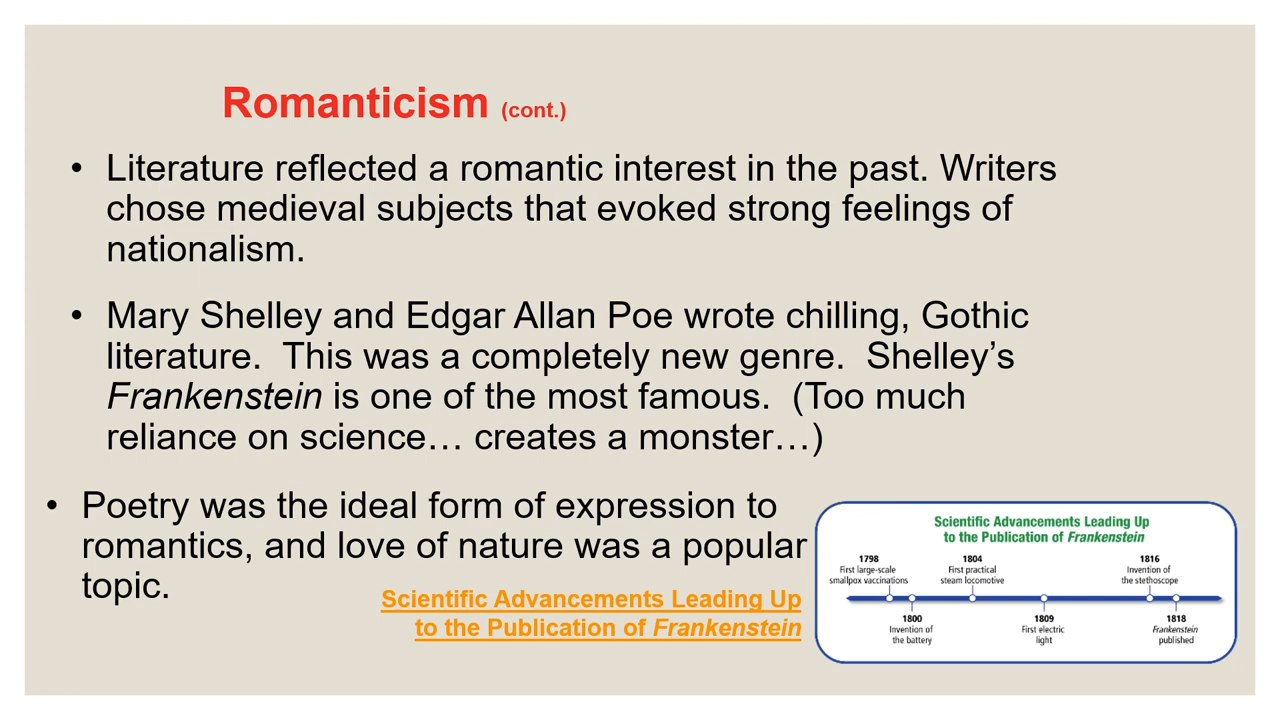 Romanticism (cont.)
• Literature reflected a romantic interest in the past. Writers
chose medieval subjects that evoked strong feelings of
nationalism.
• Mary Shelley and Edgar Allan Poe wrote chilling, Gothic
literature.  This was a completely new genre.  Shelley’s
Frankenstein is one of the most famous.  (Too much
reliance on science… creates a monster…)
• Poetry was the ideal form of expression to
romantics, and love of nature was a popular
topic.
Scientific Advancements Leading Up
to the Publication of Frankenstein
Scientific Advancements Leading Up
to the Publication of Frankenstein
1798
First large-scale
smallpox vaccinations
1800
Invention of
the battery
1804
First practical
steam locomotive
1809
First electric
light
1816
Invention of
the stethoscope
1818
Frankenstein
published